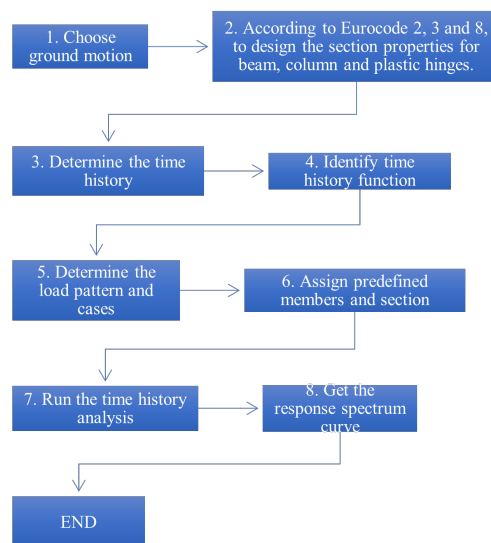 1. Choose
ground motion
2. According to Eurocode 2, 3 and 8,
to design the section properties for
beam, column and plastic hinges.
3. Determine the time
history
4. Identify time
history function
5. Determine the
load pattern and
cases
6. Assign predefined
members and section
7. Run the time history
analysis
8. Get the
response spectrum
curve
END